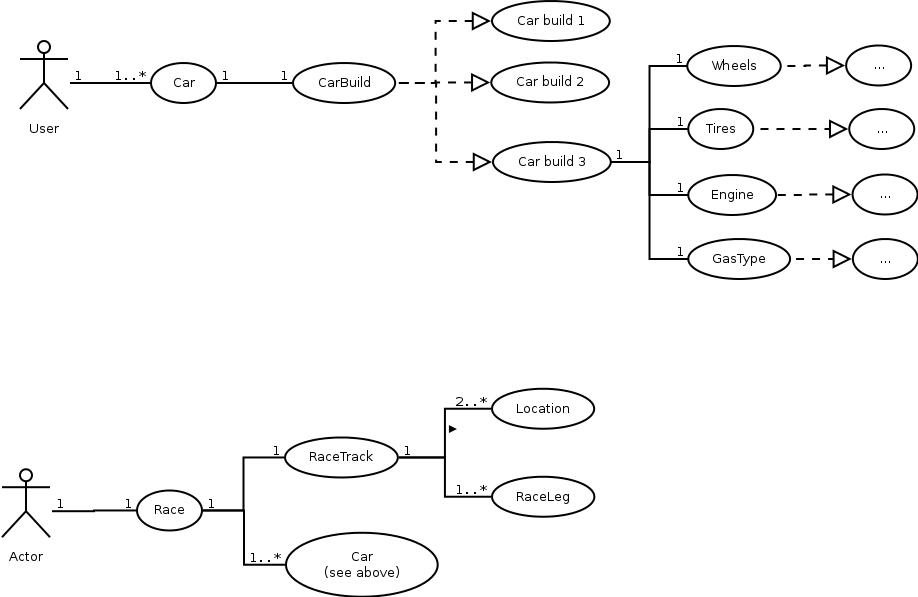 Car build 1
1
1..*
Car
1
1
CarBuild
Car build 2
1
Wheels
...
User
1
Tires
...
Car build 3
1
1
Engine
...
1
GasType
...
2..*
Location
1
RaceTrack
1
1..*
RaceLeg
1
1
Race
1
Actor
1..*
Car
(see above)